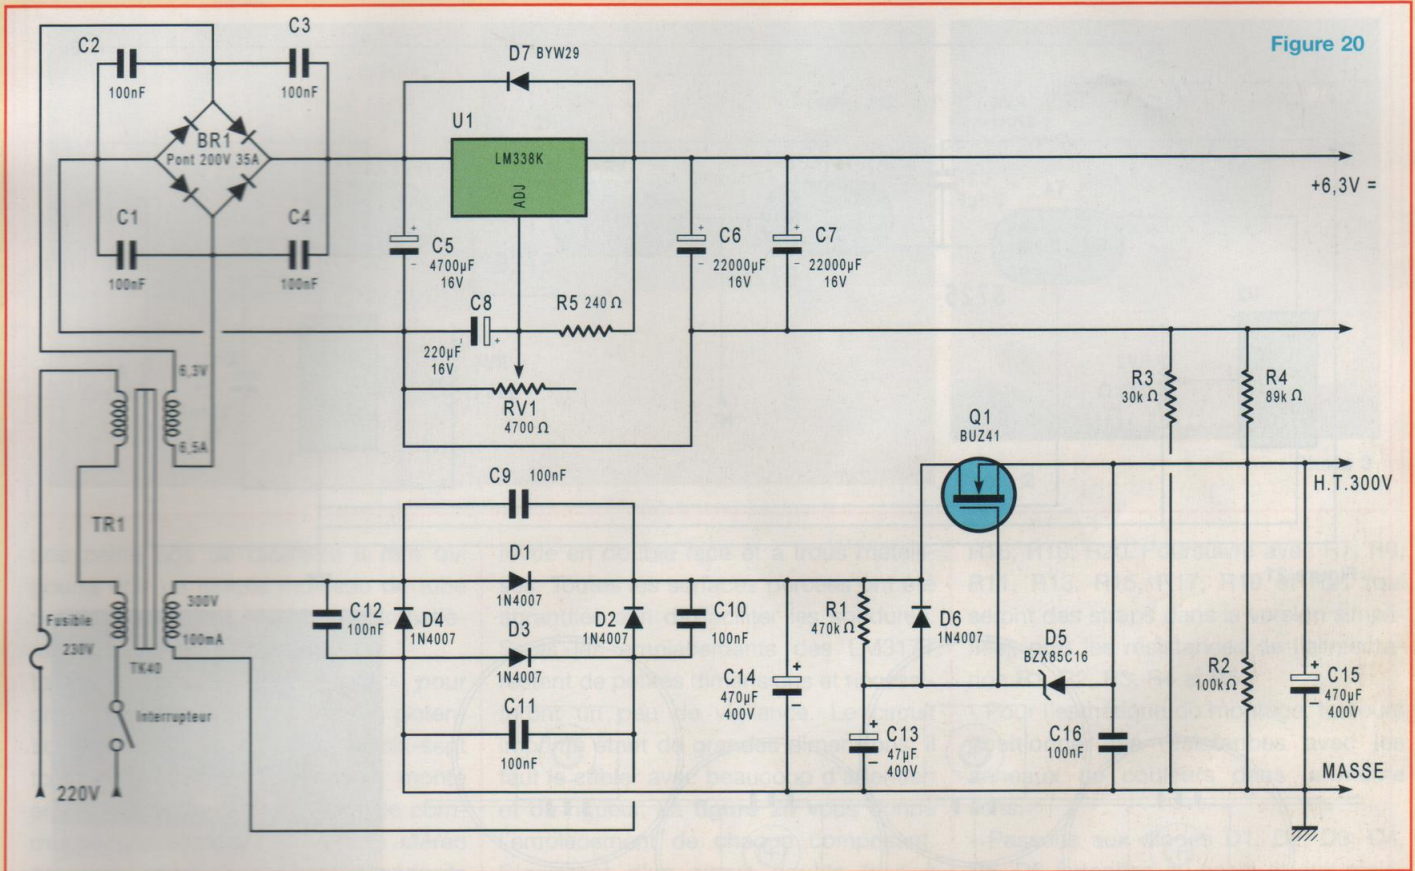 Figure 20
C2
100nF
C3
100nF
BR1
Pont 200V 35A
C1
100nF
C4
100nF
D7 BYW29
U1
LM338K
ADJ
+6,3V =
C5
4700µF
16V
C6
22000µF
16V
C7
22000µF
16V
C8
220µF
16V
R5 240 Ω
RV1
4700 Ω
6,3V
6,5A
TR1
300V
100mA
TK40
Fusible
230V
Interrupteur
220V
C9 100nF
D1
1N4007
C12
100nF
D4
1N4007
D3
1N4007
D2
1N4007
C10
100nF
C11
100nF
C14
470µF
400V
R1
470k Ω
C13
47µF
400V
D6
1N4007
D5
BZX85C16
Q1
BUZ41
R3
30k Ω
R4
89k Ω
H.T.300V
R2
100k Ω
C15
470µF
400V
C16
100nF
MASSE